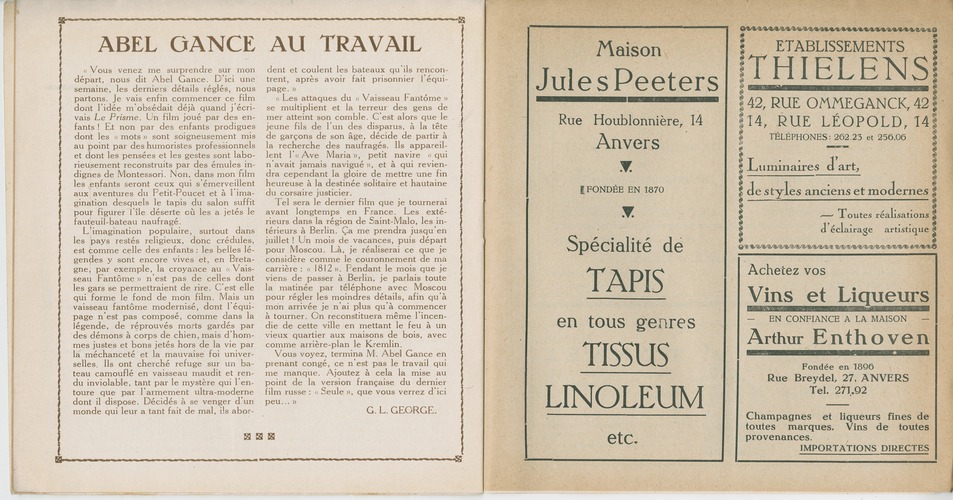 ABEL GANCE AU TRAVAIL
« Vous venez me surprendre sur mon
départ, nous dit Abel Gance. D'ici une
semaine, les derniers détails réglés, nous
partons. Je vais enfin commencer ce film
dont l'idée m'obsédait déjà quand j'écri-
vais Le Prisme. Un film joué par des en-
fants ! Et non par des enfants prodigues
dont les « mots » sont soigneusement mis
au point par des humoristes professionnels
et dont les pensées et les gestes sont labo-
rieusement reconstruits par des émules in-
dignes de Montessori. Non, dans mon film
les enfants seront ceux qui s'émerveillent
aux aventures du Petit-Poucet et à l'ima-
gination desquels le tapis du salon suffit
pour figurer l'île déserte où les a jetés le
fauteuil-bateau naufragé.
L'imagination populaire, surtout dans
les pays restés religieux, donc crédules,
est comme celle des enfants : les belles lé-
gendes y sont encore vives et, en Breta-
gne, par exemple, la croyance au « Vais-
seau Fantôme » n'est pas de celles dont
les gars se permettraient de rire. C'est elle
qui forme le fond de mon film. Mais un
vaisseau fantôme modernisé, dont l'équi-
page n'est pas composé, comme dans la
légende, de réprouvés morts gardés par
des démons à corps de chien, mais d'hom-
mes justes et bons jetés hors de la vie par
la méchanceté et la mauvaise foi univer-
selles. Ils ont cherché refuge sur un ba-
teau camouflé en vaisseau maudit et ren-
du inviolable, tant par le mystère qui l'en-
toure que par l'armement ultra-moderne
dont il dispose. Décidés à se venger d'un
monde qui leur a tant fait de mal, ils abor-
dent et coulent les bateaux qu'ils rencon-
trent, après avoir fait prisonnier l'équi-
page. »
« Les attaques du « Vaisseau Fantôme »
se multiplient et la terreur des gens de
mer atteint son comble. C'est alors que le
jeune fils de l'un des disparus, à la tête
de garçons de son âge, décide de partir à
la recherche des naufragés. Ils appareil-
lent l'« Ave Maria », petit navire « qui
n'avait jamais navigué », et à qui revien-
dra cependant la gloire de mettre une fin
heureuse à la destinée solitaire et hautaine
du corsaire justicier.
Tel sera le dernier film que je tournerai
avant longtemps en France. Les exté-
rieurs dans la région de Saint-Malo, les in-
térieurs à Berlin. Ça me prendra jusqu'en
juillet ! Un mois de vacances, puis départ
pour Moscou. Là, je réaliserai ce que je
considère comme le couronnement de ma
carrière : « 1812 ». Pendant le mois que je
viens de passer à Berlin, je parlais toute
la matinée par téléphone avec Moscou
pour régler les moindres détails, afin qu'à
mon arrivée je n'ai plus qu'à commencer
à tourner. On reconstituera même l'incen-
die de cette ville en mettant le feu à un
vieux quartier aux maisons de bois, avec
comme arrière-plan le Kremlin.
Vous voyez, termina M. Abel Gance en
prenant congé, ce n'est pas le travail qui
me manque. Ajoutez à cela la mise au
point de la version française du dernier
film russe : « Seule », que vous verrez d'ici
peu... »
G. L. GEORGE.
Maison
Jules Peeters
Rue Houblonnière, 14
Anvers
FONDÉE EN 1870
Spécialité de
TAPIS
en tous genres
TISSUS
LINOLEUM
etc.
ETABLISSEMENTS
THIELENS
42, RUE OMMEGANCK, 42
14, RUE LÉOPOLD, 14
TÉLÉPHONES: 262.23 et 256.06
Luminaires d'art,
de styles anciens et modernes
— Toutes réalisations
d'éclairage artistique
Achetez vos
Vins et Liqueurs
— EN CONFIANCE A LA MAISON —
Arthur Enthoven
Fondée en 1896
Rue Breydel, 27. ANVERS
Tel. 271,92
Champagnes et liqueurs fines de
toutes marques. Vins de toutes
provenances.
IMPORTATIONS DIRECTES